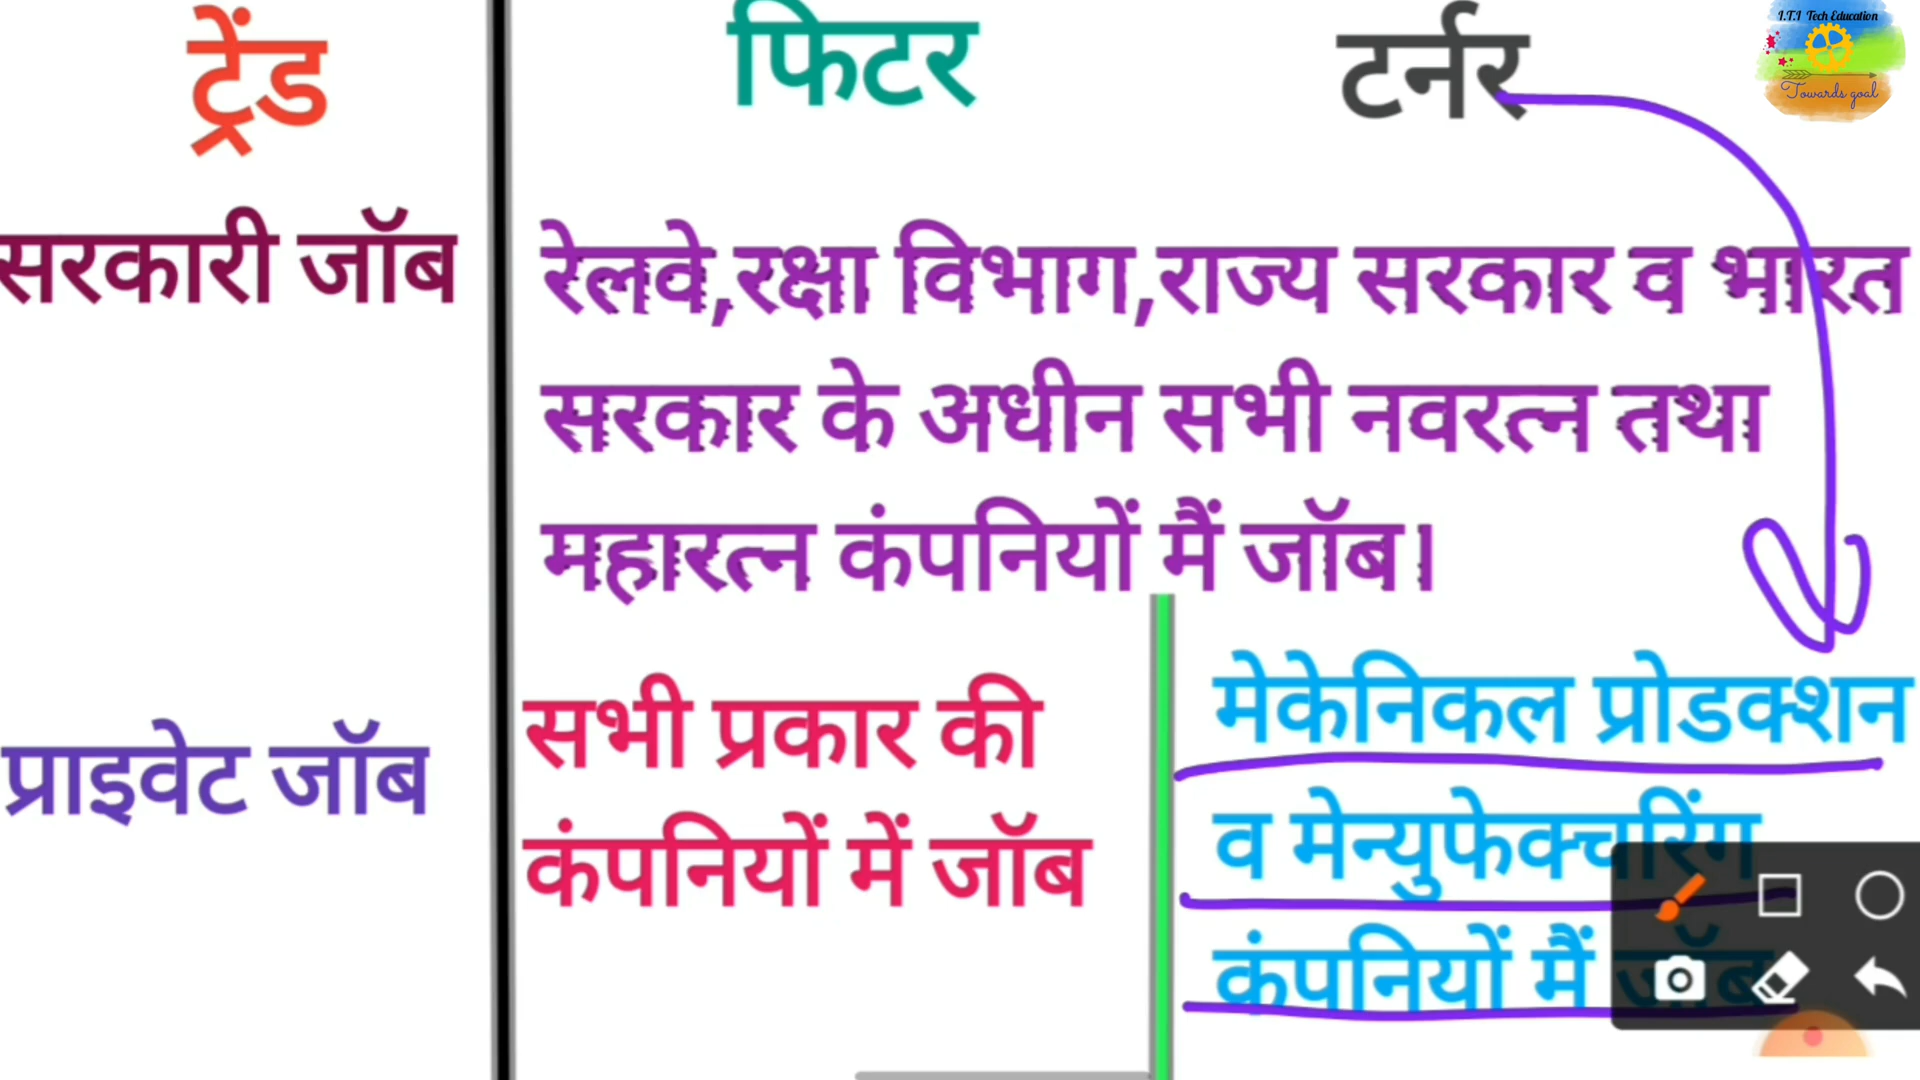 ट्रेंड फिटर टर्नर
I.T.I Tech Education
Towards goal
सरकारी जॉब
रेलवे,रक्षा विभाग,राज्य सरकार व भारत
सरकार के अधीन सभी नवरत्न तथा
महारत्न कंपनियों मैं जॉब।
प्राइवेट जॉब
सभी प्रकार की
कंपनियों में जॉब
मेकेनिकल प्रोडक्शन
व मेन्युफेक्चरिंग
कंपनियों मैं जॉब